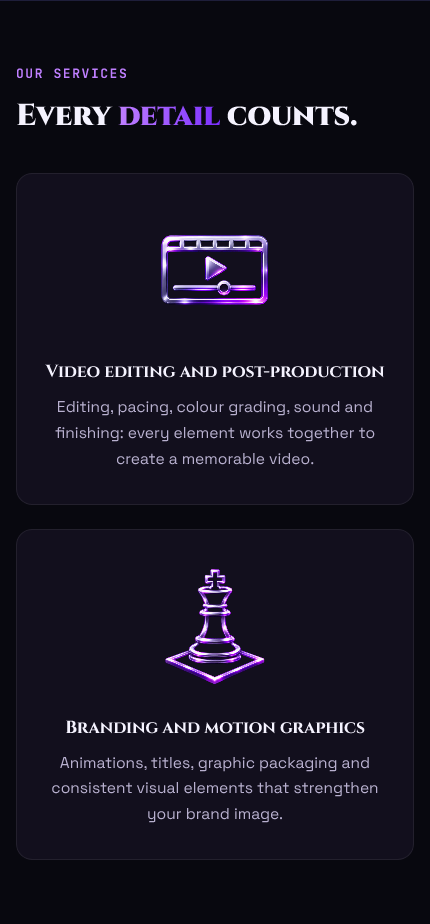 OUR SERVICES
Every detail counts.
Video editing and post-production
Editing, pacing, colour grading, sound and
finishing: every element works together to
create a memorable video.
Branding and motion graphics
Animations, titles, graphic packaging and
consistent visual elements that strengthen
your brand image.